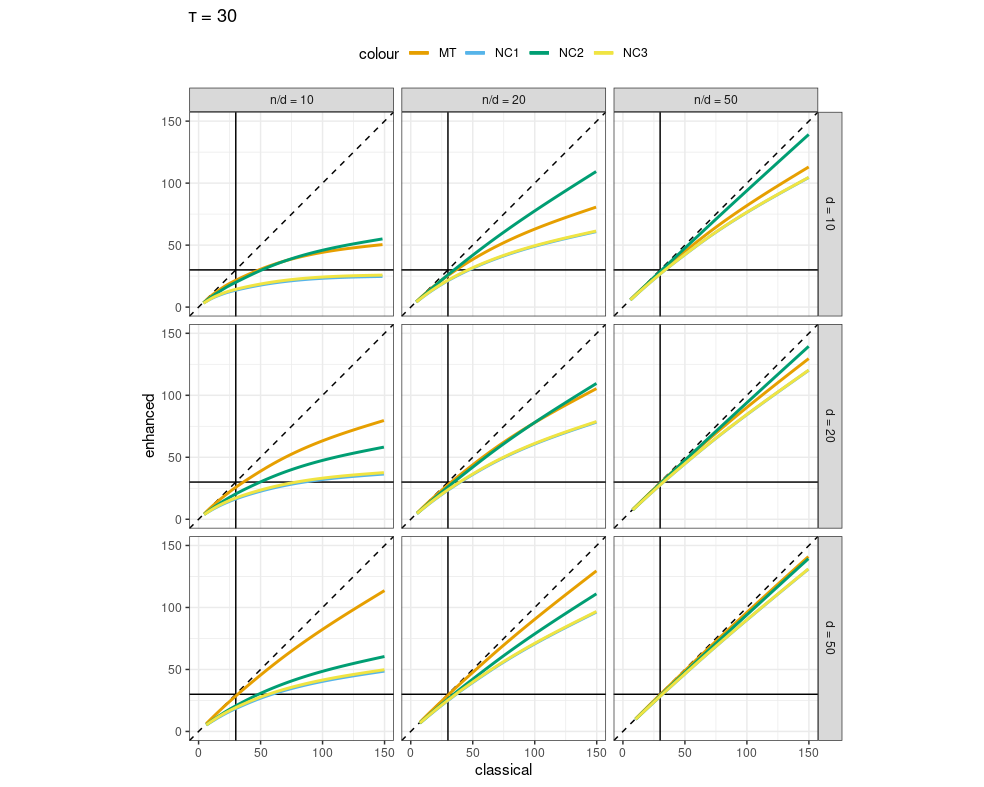 τ = 30
colour MT NC1 NC2 NC3
n/d = 10 n/d = 20 n/d = 50
150
100
50
0
d = 10
150
100
50
0
d = 20
enhanced
150
100
50
0
d = 50
0 50 100 150 0 50 100 150 0 50 100 150
classical